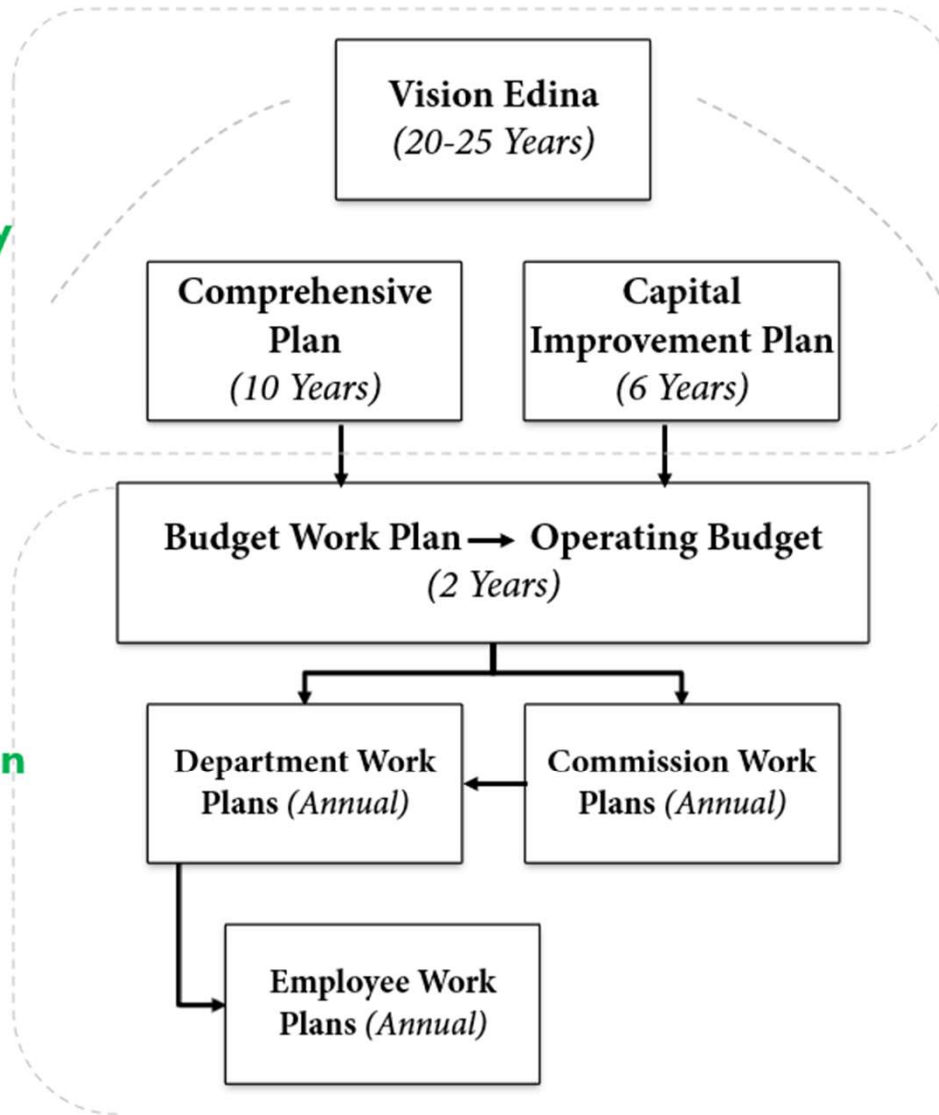 Vision Edina
(20-25 Years)
y
Comprehensive
Plan
(10 Years)
Capital
Improvement Plan
(6 Years)
Budget Work Plan → Operating Budget
(2 Years)
n
Department Work
Plans (Annual)
Commission Work
Plans (Annual)
Employee Work
Plans (Annual)